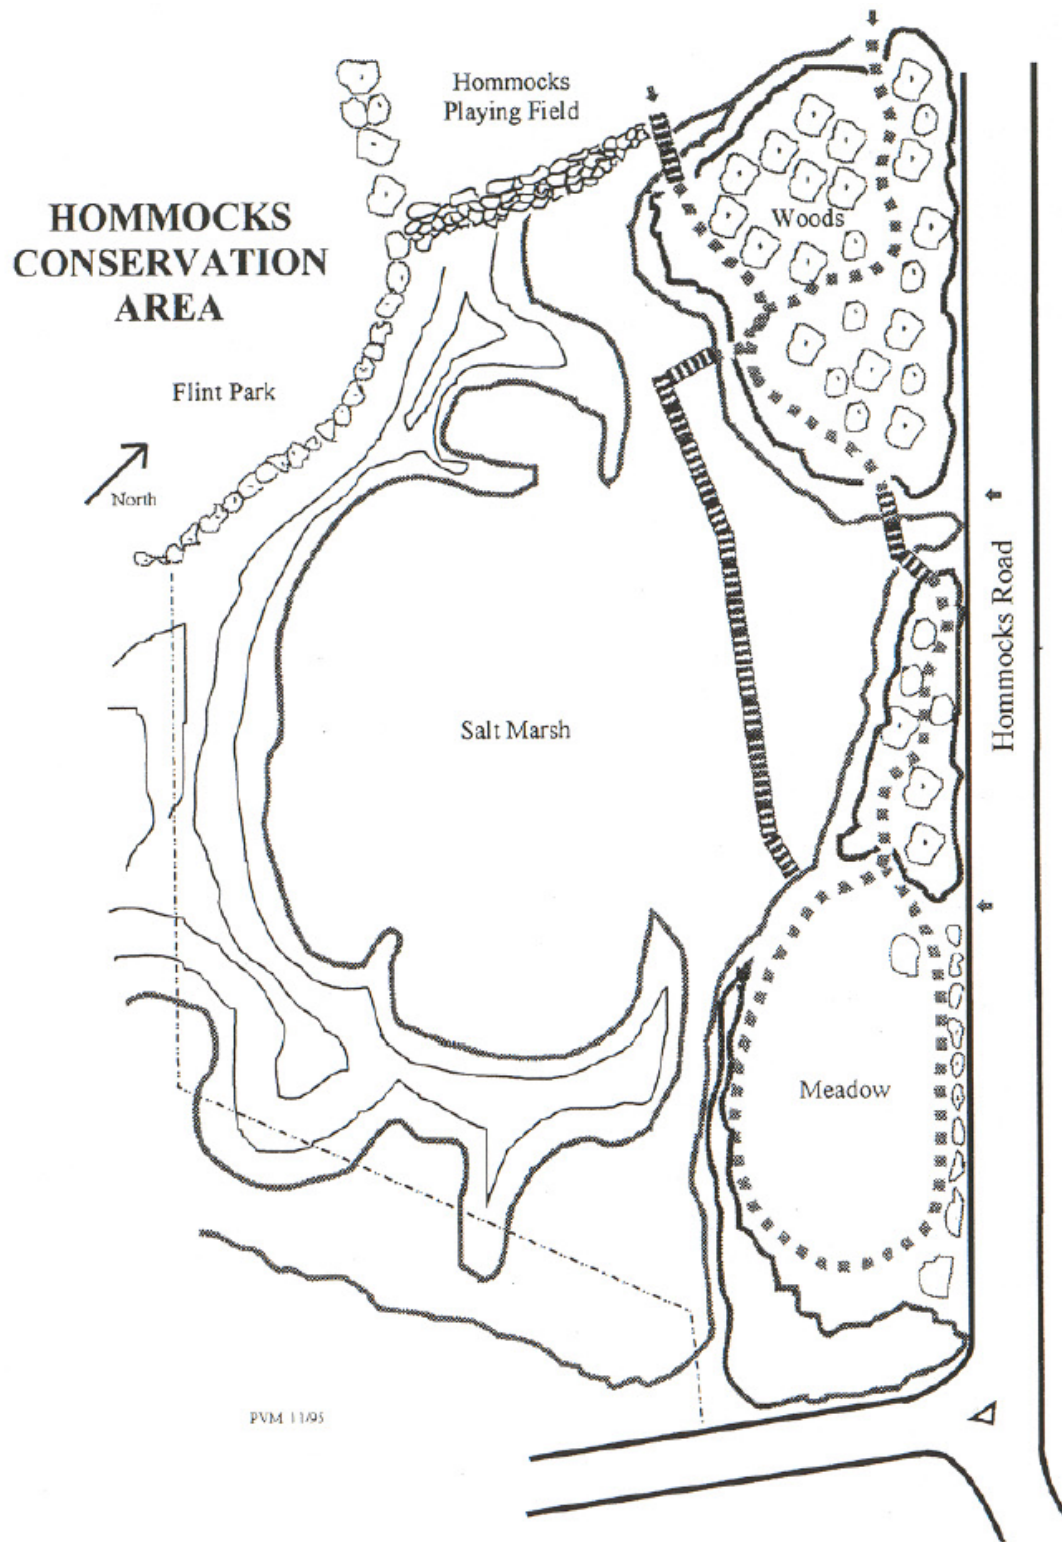 Hommocks
Playing Field
HOMMOCKS
CONSERVATION
AREA
Woods
Flint Park
North
Hommocks Road
Salt Marsh
Meadow
PVM 11/95